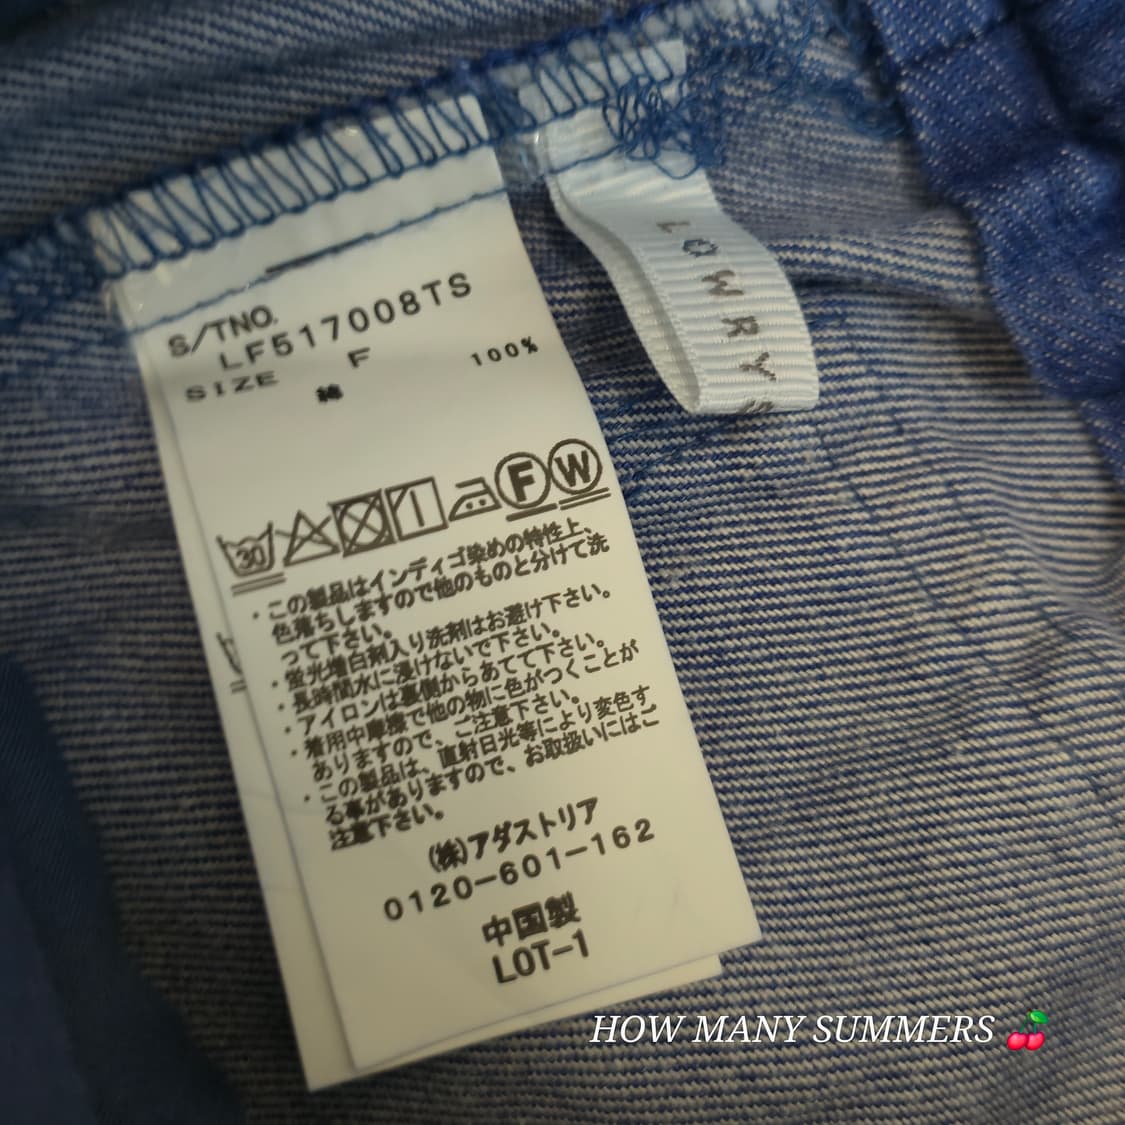 S/TNO.
LF517008TS
SIZE F
綿 100%
30
F W
・この製品はインディゴ染めの特性上、
色落ちしますので他のものと分けて洗
って下さい。
・蛍光増白剤入り洗剤はお避け下さい。
・長時間水に浸けないで下さい。
・アイロンは裏側からあてて下さい。
・着用中摩擦で他の物に色がつくことが
ありますので、ご注意下さい。
・この製品は、直射日光等により変色す
る事がありますので、お取扱いにはご
注意下さい。
(株)アダストリア
0120-601-162
中国製
LOT-1
LOWRYS
HOW MANY SUMMERS 🍒